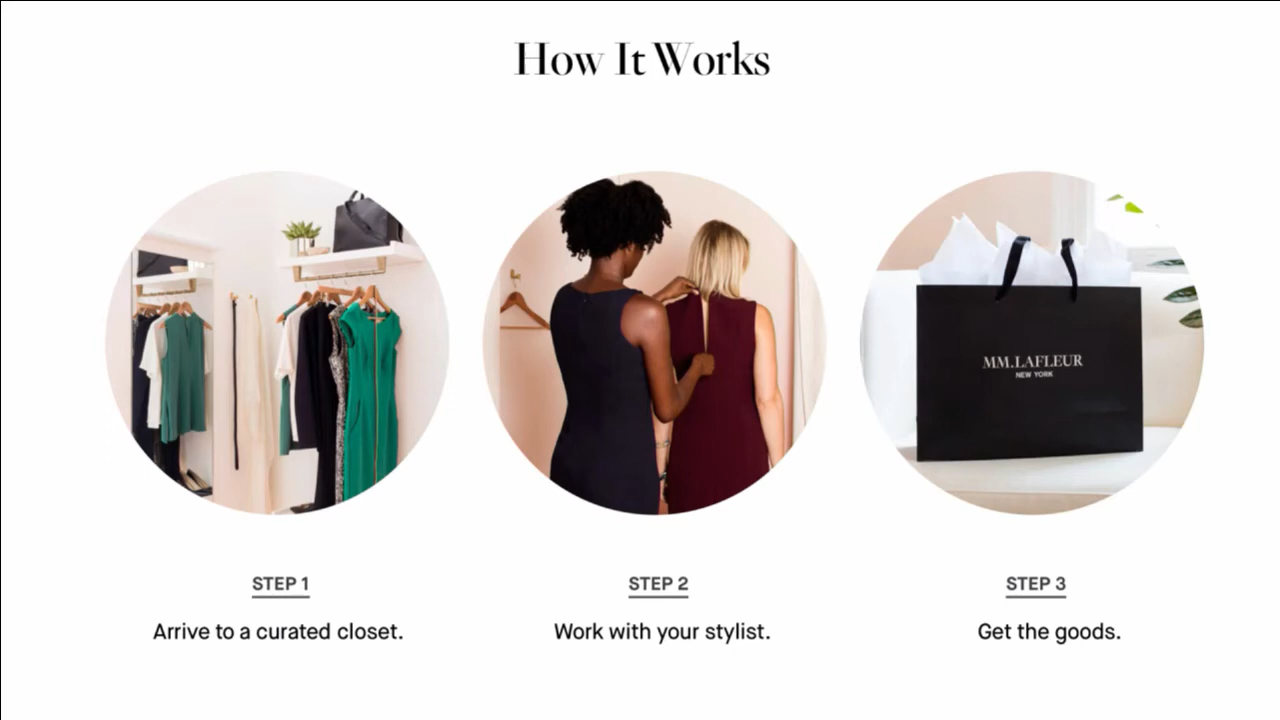 How It Works
MM.LAFLEUR
NEW YORK
STEP 1
STEP 2
STEP 3
Arrive to a curated closet.
Work with your stylist.
Get the goods.